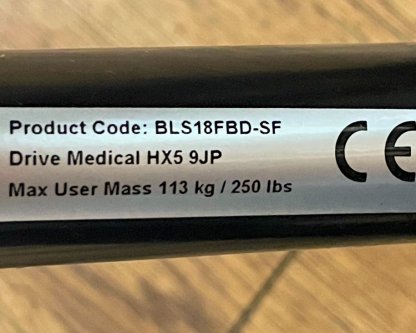 Product Code: BLS18FBD-SF
Drive Medical HX5 9JP
Max User Mass 113 kg / 250 lbs
CE